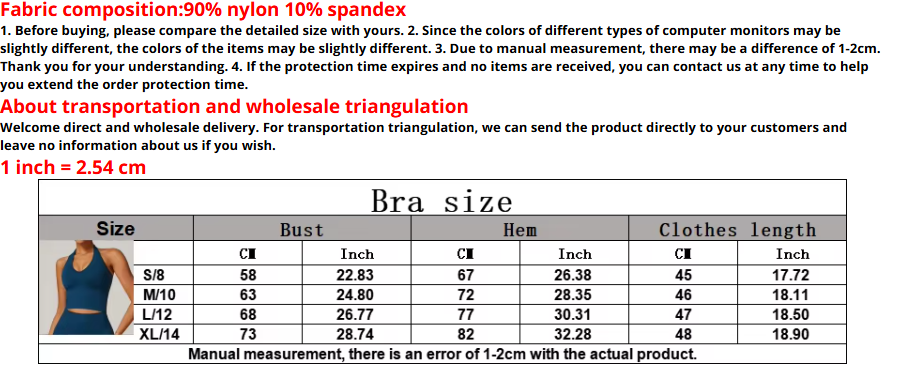 Fabric composition:90% nylon 10% spandex
1. Before buying, please compare the detailed size with yours. 2. Since the colors of different types of computer monitors may be
slightly different, the colors of the items may be slightly different. 3. Due to manual measurement, there may be a difference of 1-2cm.
Thank you for your understanding. 4. If the protection time expires and no items are received, you can contact us at any time to help
you extend the order protection time.
About transportation and wholesale triangulation
Welcome direct and wholesale delivery. For transportation triangulation, we can send the product directly to your customers and
leave no information about us if you wish.
1 inch = 2.54 cm
Bra size
Size Bust Hem Clothes length
CM Inch CM Inch CM Inch
S/8 58 22.83 67 26.38 45 17.72
M/10 63 24.80 72 28.35 46 18.11
L/12 68 26.77 77 30.31 47 18.50
XL/14 73 28.74 82 32.28 48 18.90
Manual measurement, there is an error of 1-2cm with the actual product.